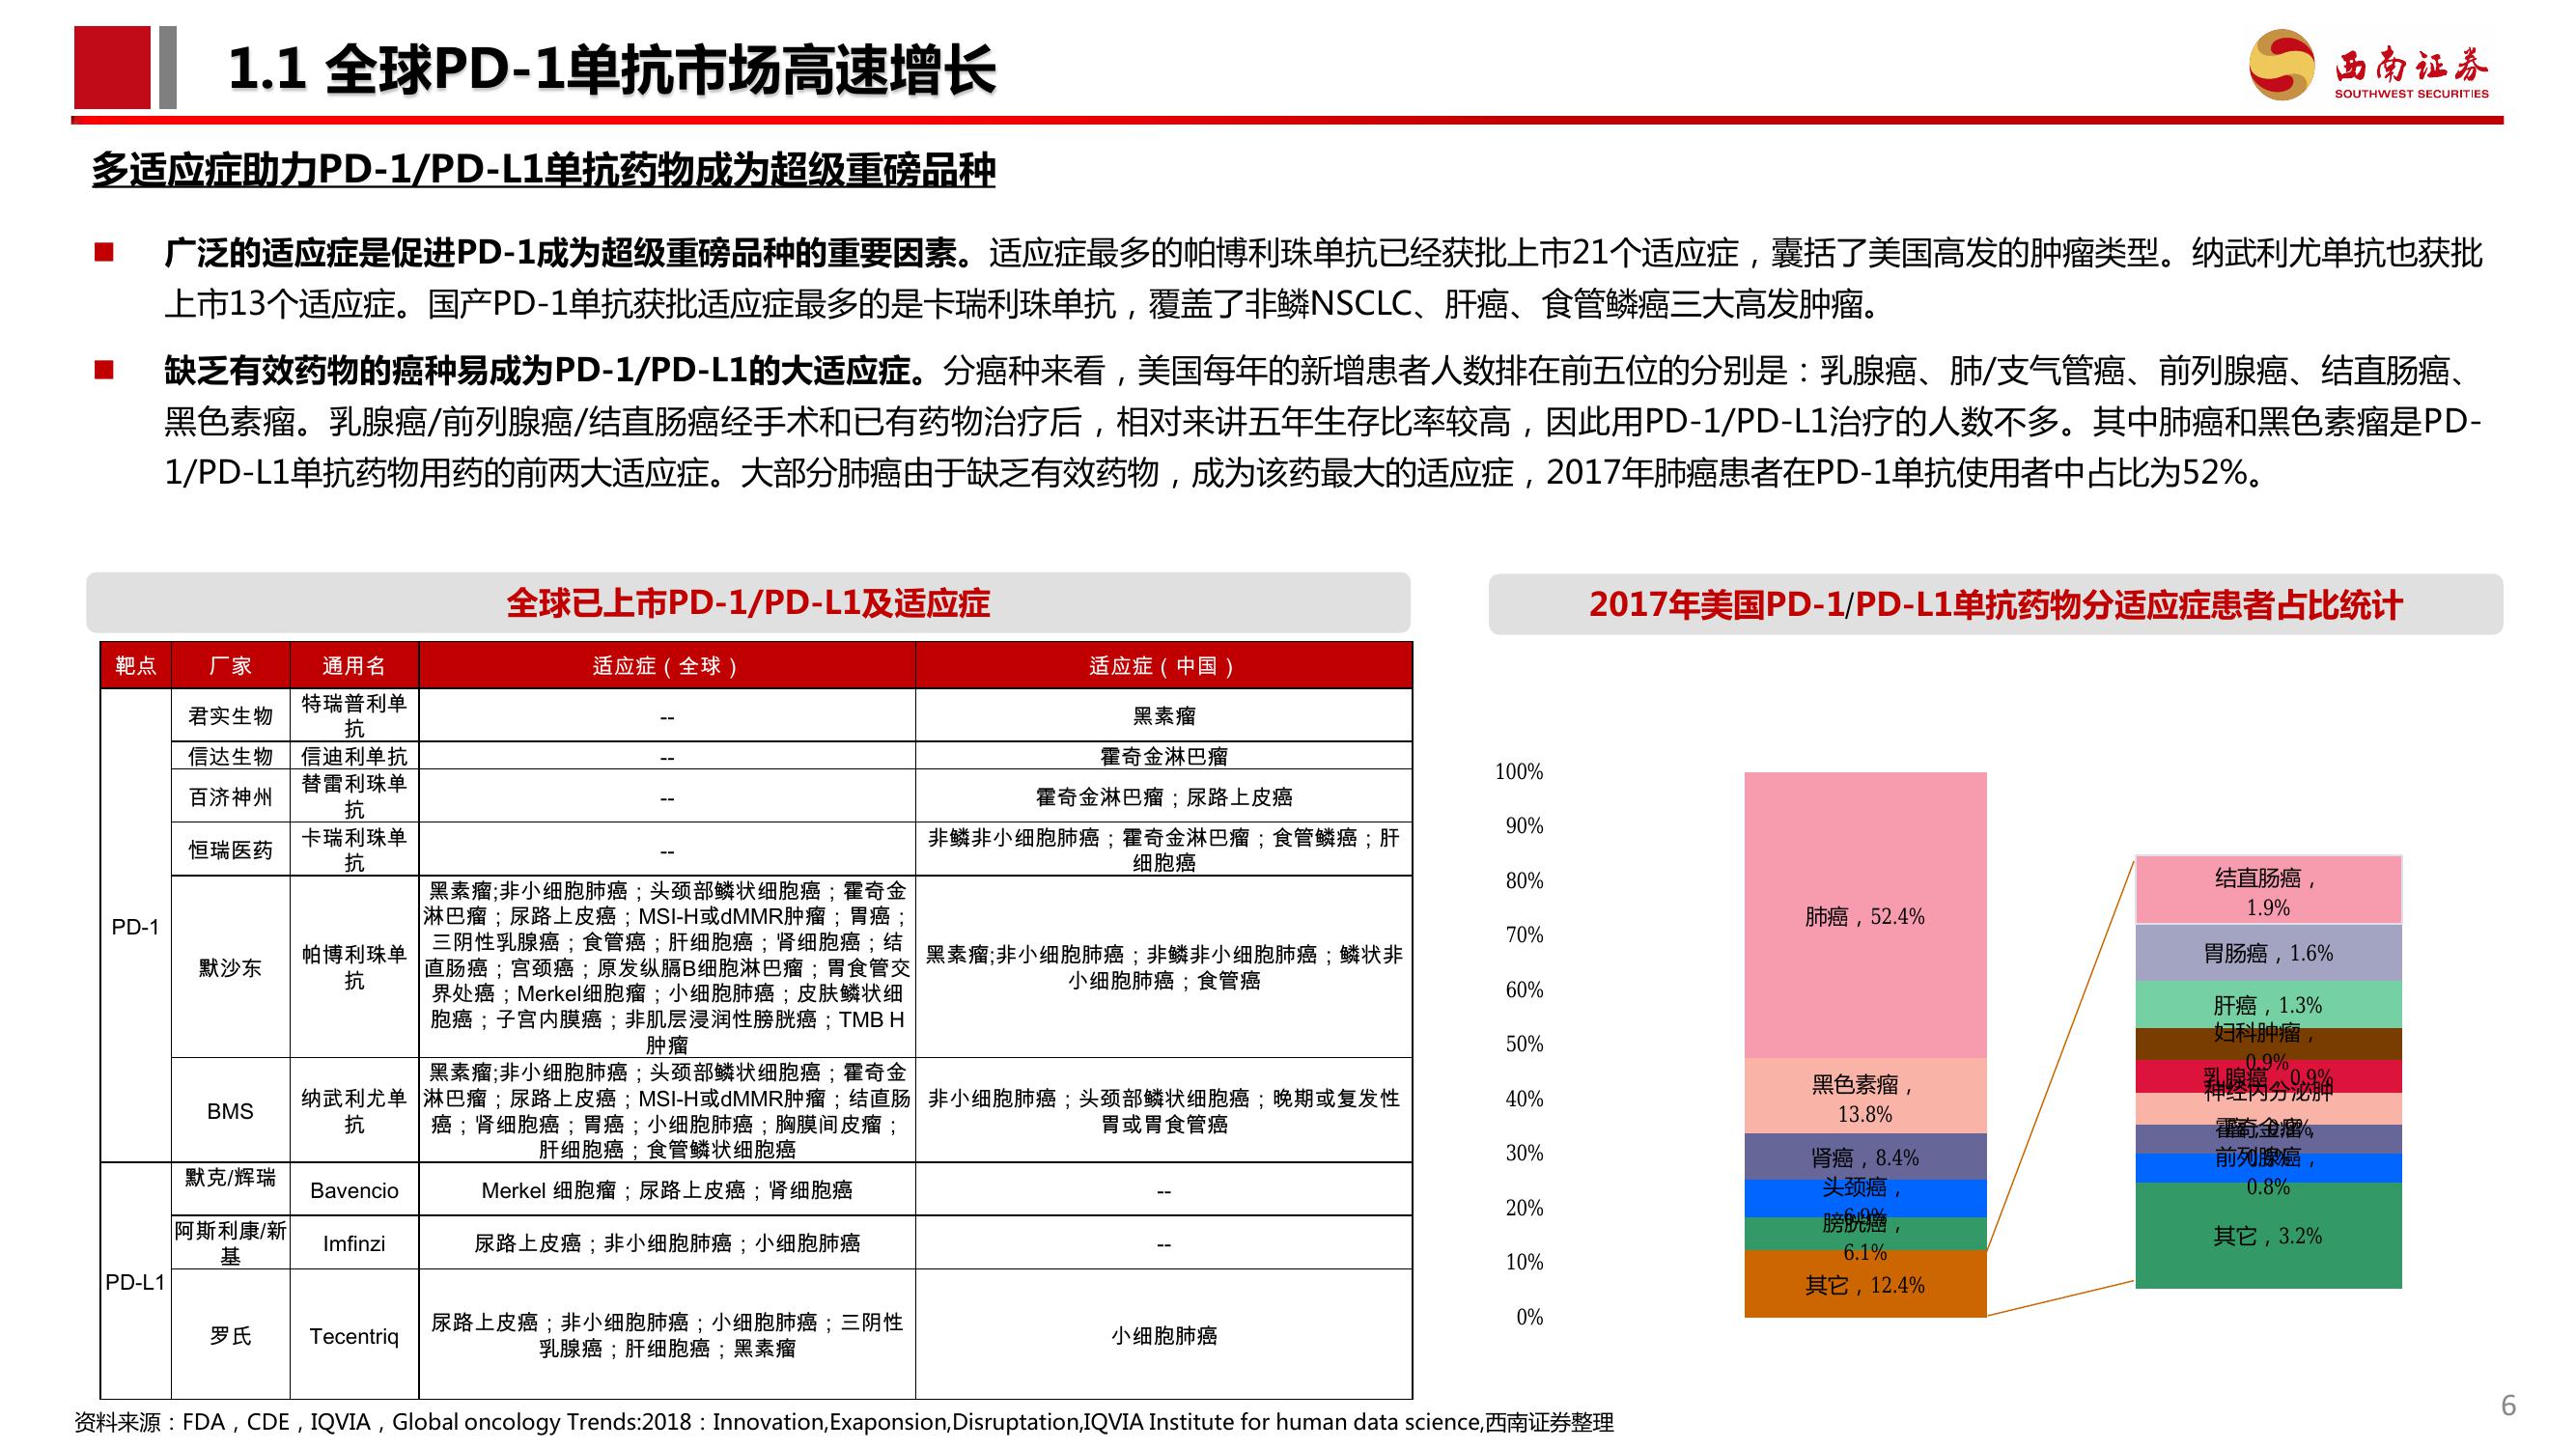 1.1 全球PD-1单抗市场高速增长
西南证券
SOUTHWEST SECURITIES
多适应症助力PD-1/PD-L1单抗药物成为超级重磅品种
广泛的适应症是促进PD-1成为超级重磅品种的重要因素。适应症最多的帕博利珠单抗已经获批上市21个适应症，囊括了美国高发的肿瘤类型。纳武利尤单抗也获批
上市13个适应症。国产PD-1单抗获批适应症最多的是卡瑞利珠单抗，覆盖了非鳞NSCLC、肝癌、食管鳞癌三大高发肿瘤。
缺乏有效药物的癌种易成为PD-1/PD-L1的大适应症。分癌种来看，美国每年的新增患者人数排在前五位的分别是：乳腺癌、肺/支气管癌、前列腺癌、结直肠癌、
黑色素瘤。乳腺癌/前列腺癌/结直肠癌经手术和已有药物治疗后，相对来讲五年生存比率较高，因此用PD-1/PD-L1治疗的人数不多。其中肺癌和黑色素瘤是PD-
1/PD-L1单抗药物用药的前两大适应症。大部分肺癌由于缺乏有效药物，成为该药最大的适应症，2017年肺癌患者在PD-1单抗使用者中占比为52%。
全球已上市PD-1/PD-L1及适应症
靶点 厂家 通用名 适应症（全球） 适应症（中国）
PD-1
君实生物
特瑞普利单
抗
--
黑素瘤
信达生物 信迪利单抗 -- 霍奇金淋巴瘤
百济神州
替雷利珠单
抗
--
霍奇金淋巴瘤；尿路上皮癌
恒瑞医药
卡瑞利珠单
抗
--
非鳞非小细胞肺癌；霍奇金淋巴瘤；食管鳞癌；肝
细胞癌
默沙东
帕博利珠单
抗
黑素瘤;非小细胞肺癌；头颈部鳞状细胞癌；霍奇金
淋巴瘤；尿路上皮癌；MSI-H或dMMR肿瘤；胃癌；
三阴性乳腺癌；食管癌；肝细胞癌；肾细胞癌；结
直肠癌；宫颈癌；原发纵膈B细胞淋巴瘤；胃食管交
界处癌；Merkel细胞瘤；小细胞肺癌；皮肤鳞状细
胞癌；子宫内膜癌；非肌层浸润性膀胱癌；TMB H
肿瘤
黑素瘤;非小细胞肺癌；非鳞非小细胞肺癌；鳞状非
小细胞肺癌；食管癌
BMS
纳武利尤单
抗
黑素瘤;非小细胞肺癌；头颈部鳞状细胞癌；霍奇金
淋巴瘤；尿路上皮癌；MSI-H或dMMR肿瘤；结直肠
癌；肾细胞癌；胃癌；小细胞肺癌；胸膜间皮瘤；
肝细胞癌；食管鳞状细胞癌
非小细胞肺癌；头颈部鳞状细胞癌；晚期或复发性
胃或胃食管癌
PD-L1
默克/辉瑞
Bavencio
Merkel 细胞瘤；尿路上皮癌；肾细胞癌
--
阿斯利康/新
基
Imfinzi
尿路上皮癌；非小细胞肺癌；小细胞肺癌
--
罗氏
Tecentriq
尿路上皮癌；非小细胞肺癌；小细胞肺癌；三阴性
乳腺癌；肝细胞癌；黑素瘤
小细胞肺癌
2017年美国PD-1/PD-L1单抗药物分适应症患者占比统计
100%
90%
80%
70%
60%
50%
40%
30%
20%
10%
0%
肺癌，52.4%
黑色素瘤，
13.8%
肾癌，8.4%
头颈癌，
6.9%
膀胱癌，
6.1%
其它，12.4%
结直肠癌，
1.9%
胃肠癌，1.6%
肝癌，1.3%
妇科肿瘤，
0.9%
乳腺癌，0.9%
神经内分泌肿
前列腺癌，
0.8%
其它，3.2%
资料来源：FDA，CDE，IQVIA，Global oncology Trends:2018：Innovation,Exaponsion,Disruptation,IQVIA Institute for human data science,西南证券整理
6